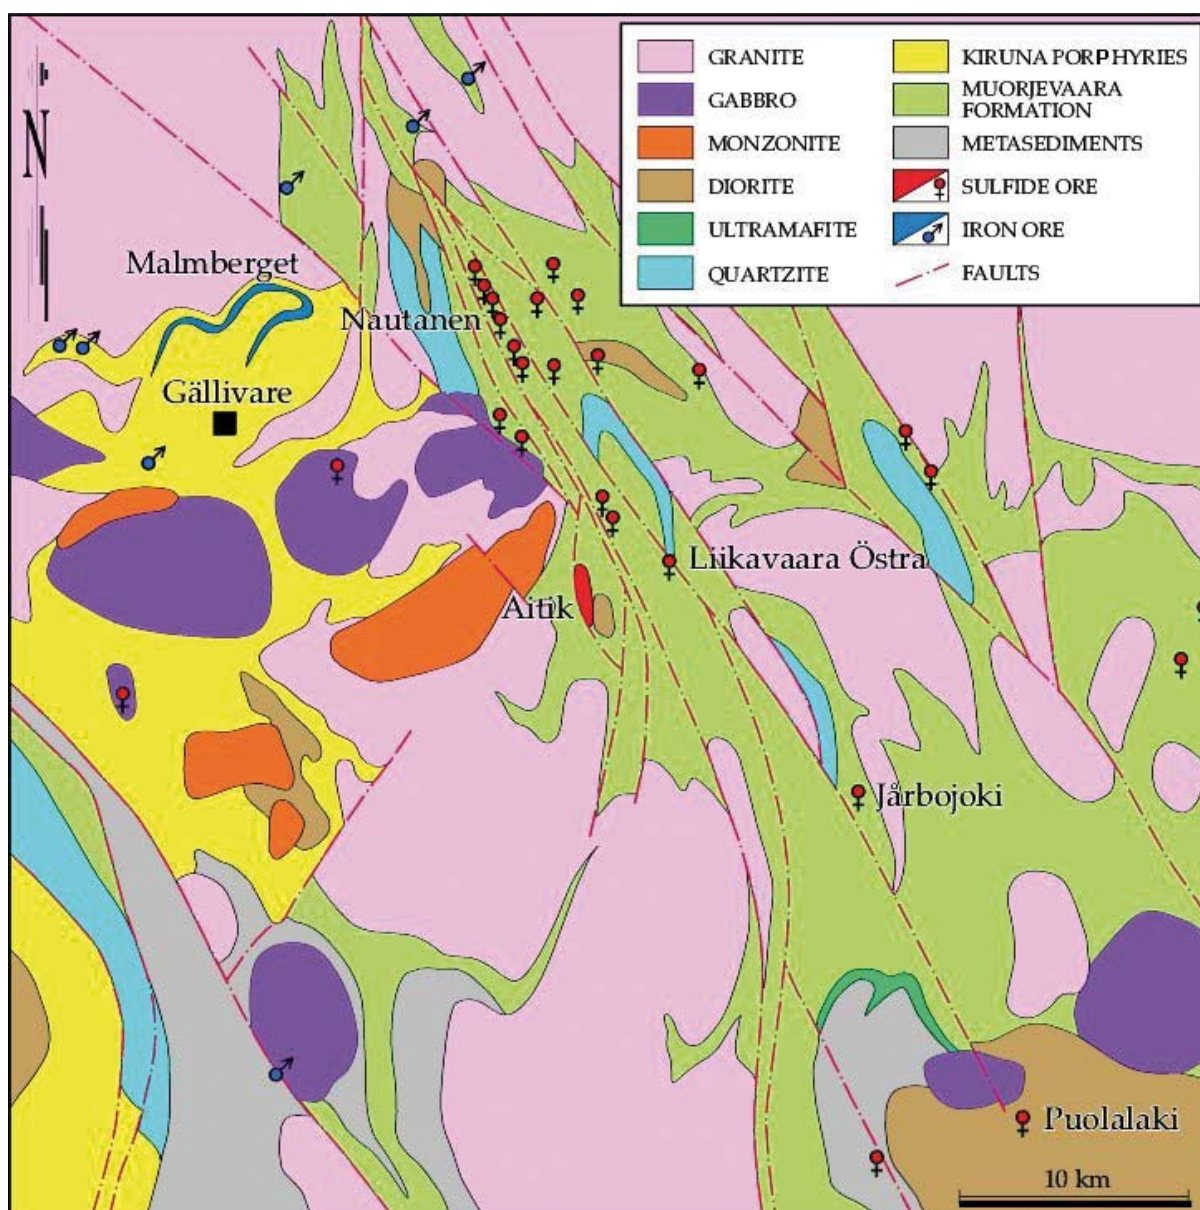 GRANITE
GABBRO
MONZONITE
DIORITE
ULTRAMAFITE
QUARTZITE
KIRUNA PORPHYRIES
MUORJEVAARA
FORMATION
METASEDIMENTS
SULFIDE ORE
IRON ORE
FAULTS
N
Malmberget
Nautanen
Gällivare
Liikavaara Östra
Aitik
Jårbojoki
Puolalaki
10 km